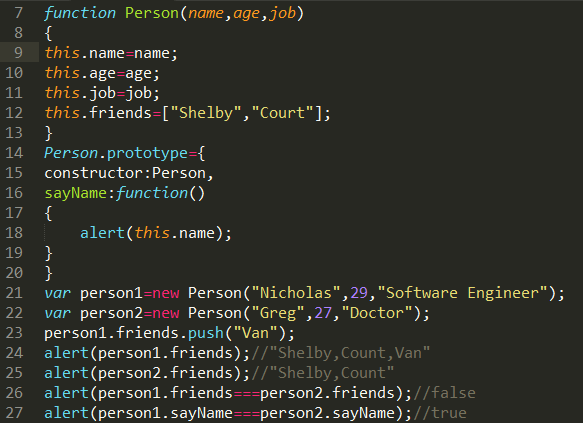 7 function Person(name,age,job)
8 {
9 this.name=name;
10 this.age=age;
11 this.job=job;
12 this.friends=["Shelby","Court"];
13 }
14 Person.prototype={
15 constructor:Person,
16 sayName:function()
17 {
18     alert(this.name);
19 }
20 }
21 var person1=new Person("Nicholas",29,"Software Engineer");
22 var person2=new Person("Greg",27,"Doctor");
23 person1.friends.push("Van");
24 alert(person1.friends);//"Shelby,Count,Van"
25 alert(person2.friends);//"Shelby,Count"
26 alert(person1.friends===person2.friends);//false
27 alert(person1.sayName===person2.sayName);//true